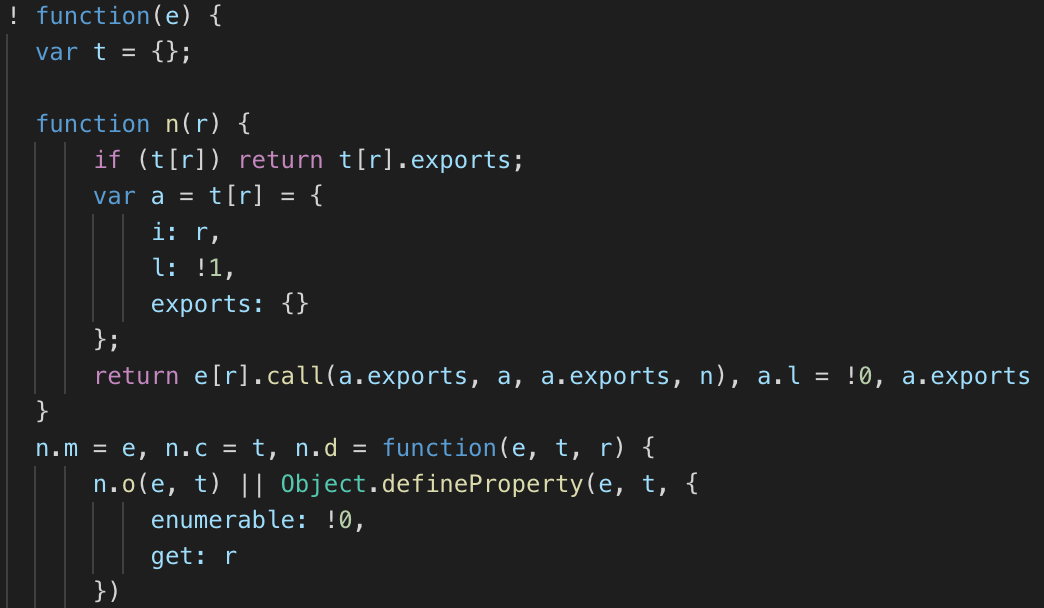 ! function(e) {
var t = {};
function n(r) {
if (t[r]) return t[r].exports;
var a = t[r] = {
i: r,
l: !1,
exports: {}
};
return e[r].call(a.exports, a, a.exports, n), a.l = !0, a.exports
}
n.m = e, n.c = t, n.d = function(e, t, r) {
n.o(e, t) || Object.defineProperty(e, t, {
enumerable: !0,
get: r
})